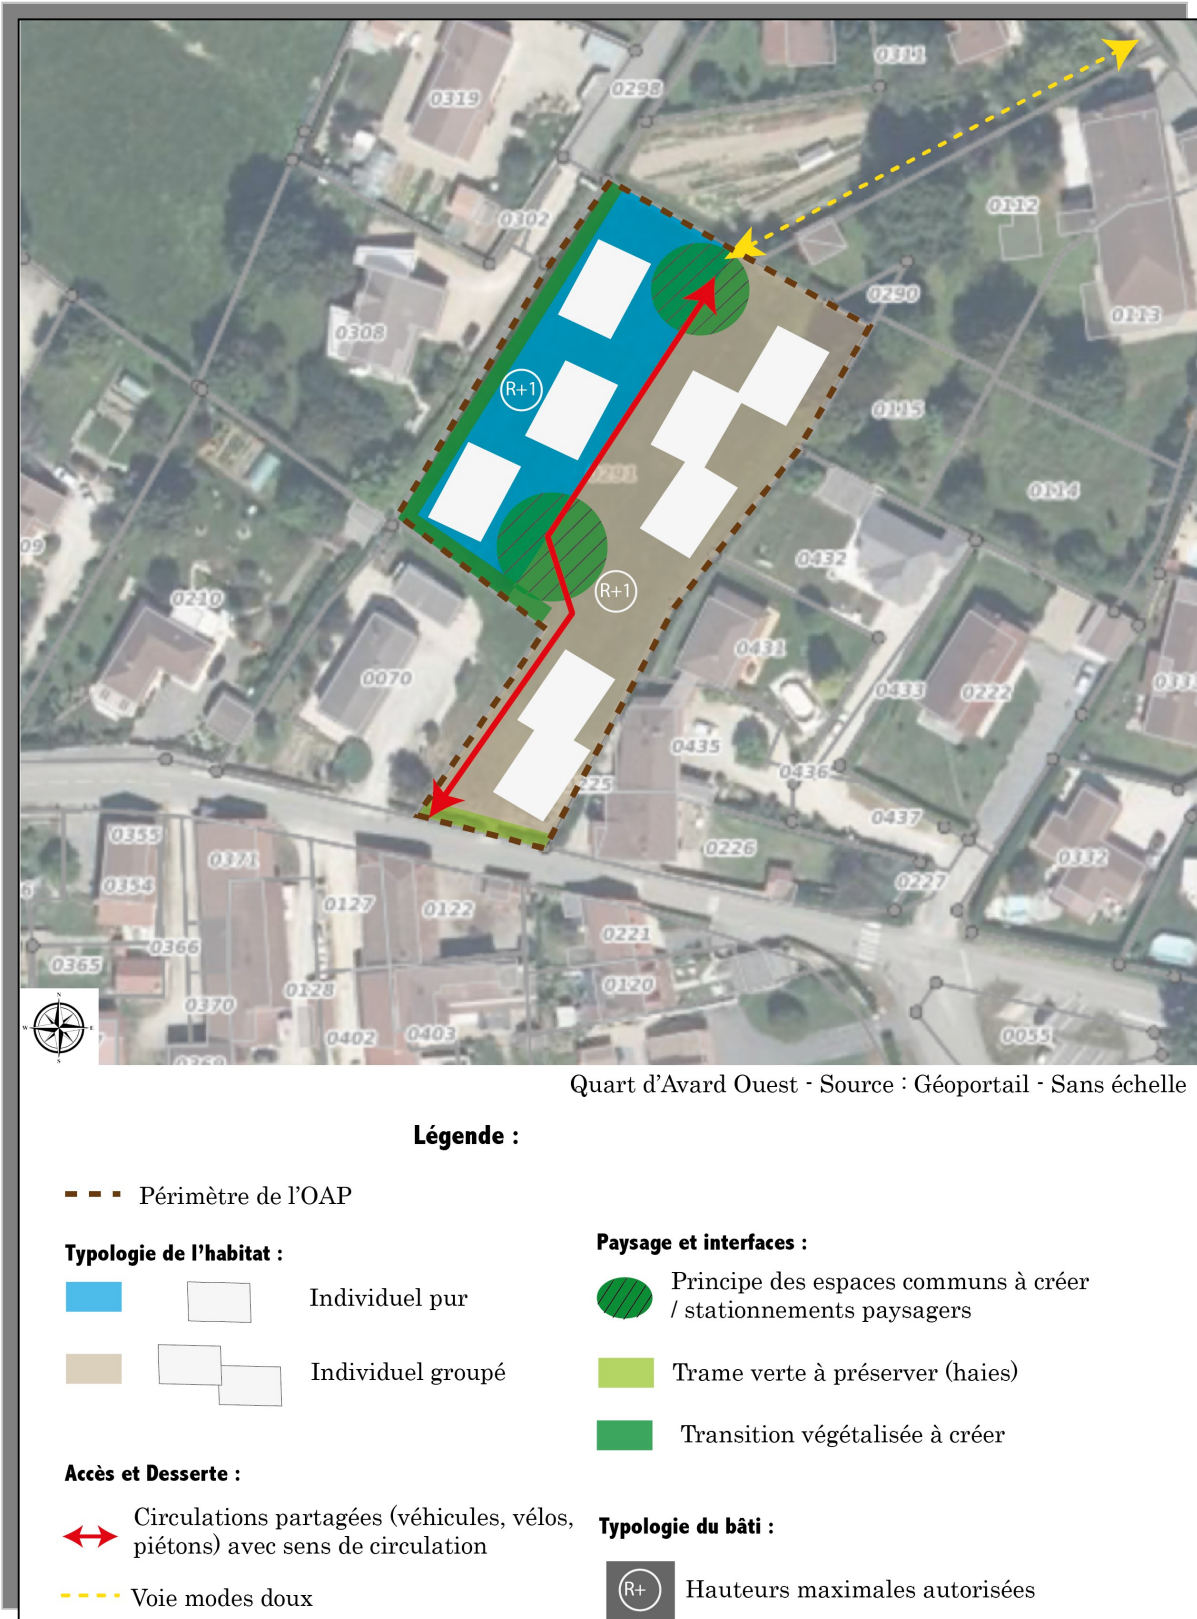 0311
0298
0319
0302
0112
0290
0113
0308
R+1
0115
0291
0114
09
0432
0210
R+1
0431
0070
0433
0222
0435
0436
225
0437
0355
0371
0226
0332
0354
0227
0127
0122
0366
0221
0365
0120
0370
0128
N
W E
S
0402
0403
0055
0369
Quart d'Avard Ouest - Source : Géoportail - Sans échelle
Légende :
Périmètre de l'OAP
Typologie de l'habitat :
Individuel pur
Individuel groupé
Accès et Desserte :
Circulations partagées (véhicules, vélos,
piétons) avec sens de circulation
Voie modes doux
Paysage et interfaces :
Principe des espaces communs à créer
/ stationnements paysagers
Trame verte à préserver (haies)
Transition végétalisée à créer
Typologie du bâti :
R+
Hauteurs maximales autorisées